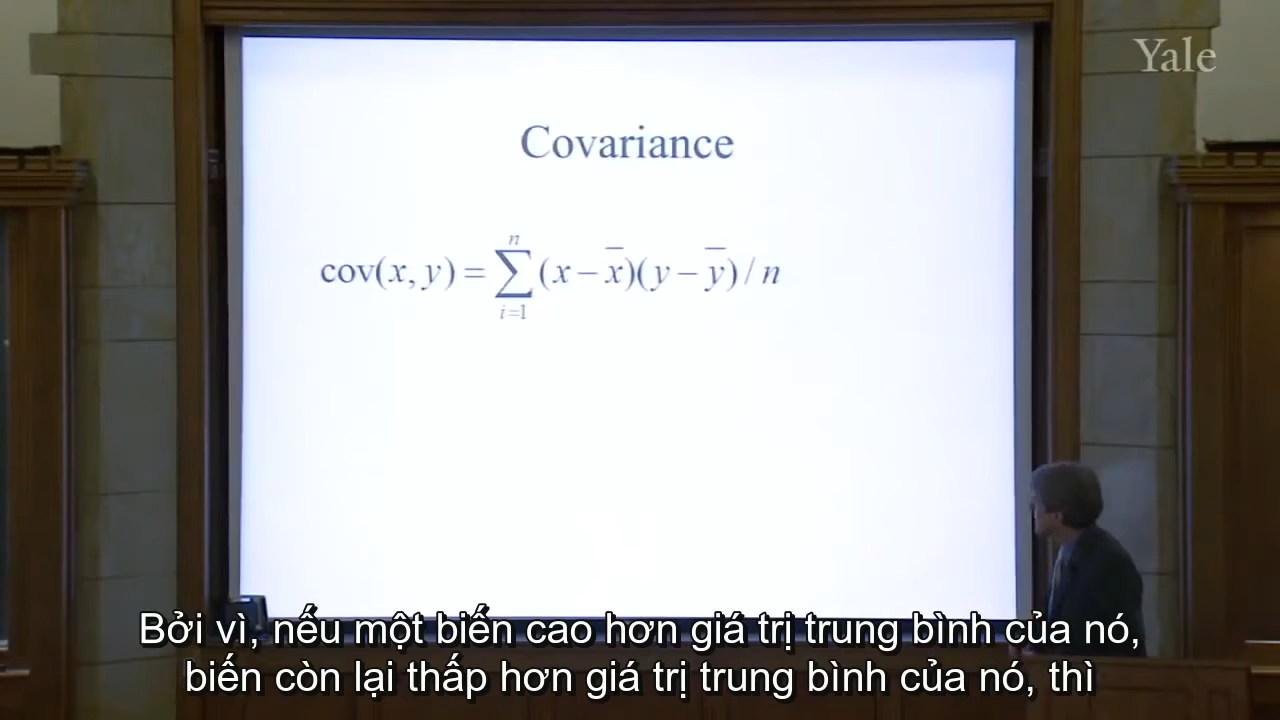 Yale
Covariance
cov(x, y) = ∑_{i=1}^{n} (x − x̅)(y − y̅) / n
Bởi vì, nếu một biến cao hơn giá trị trung bình của nó,
biến còn lại thấp hơn giá trị trung bình của nó, thì